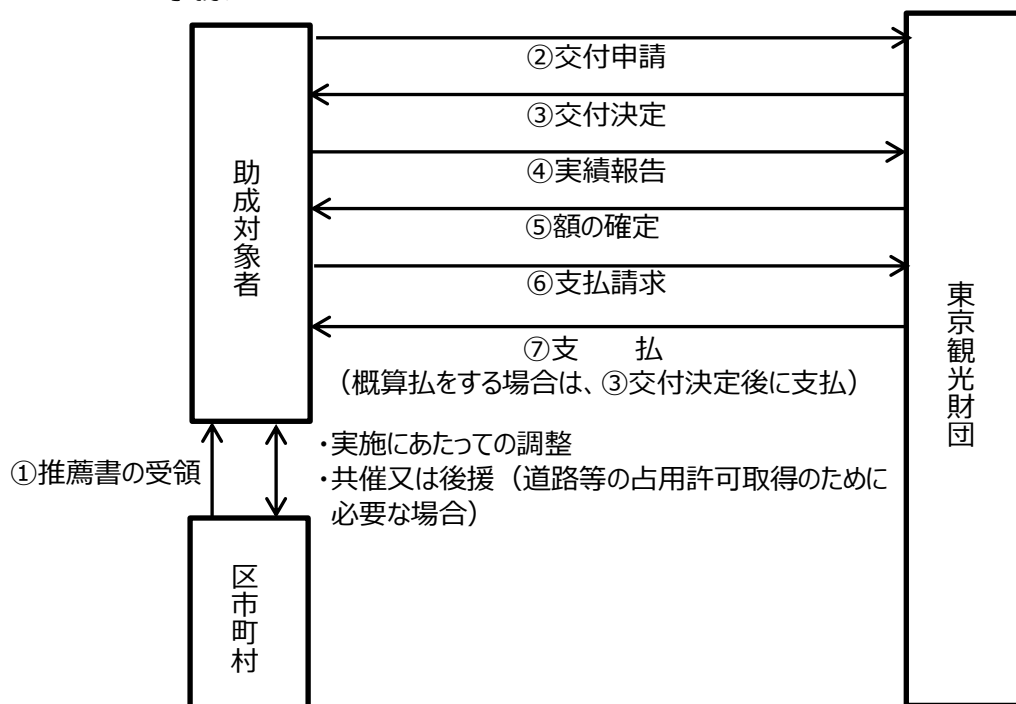 ②交付申請
③交付決定
④実績報告
⑤額の確定
⑥支払請求
⑦支　　払
（概算払をする場合は、③交付決定後に支払）
助成対象者
東京観光財団
①推薦書の受領
・実施にあたっての調整
・共催又は後援（道路等の占用許可取得のために
必要な場合）
区市町村